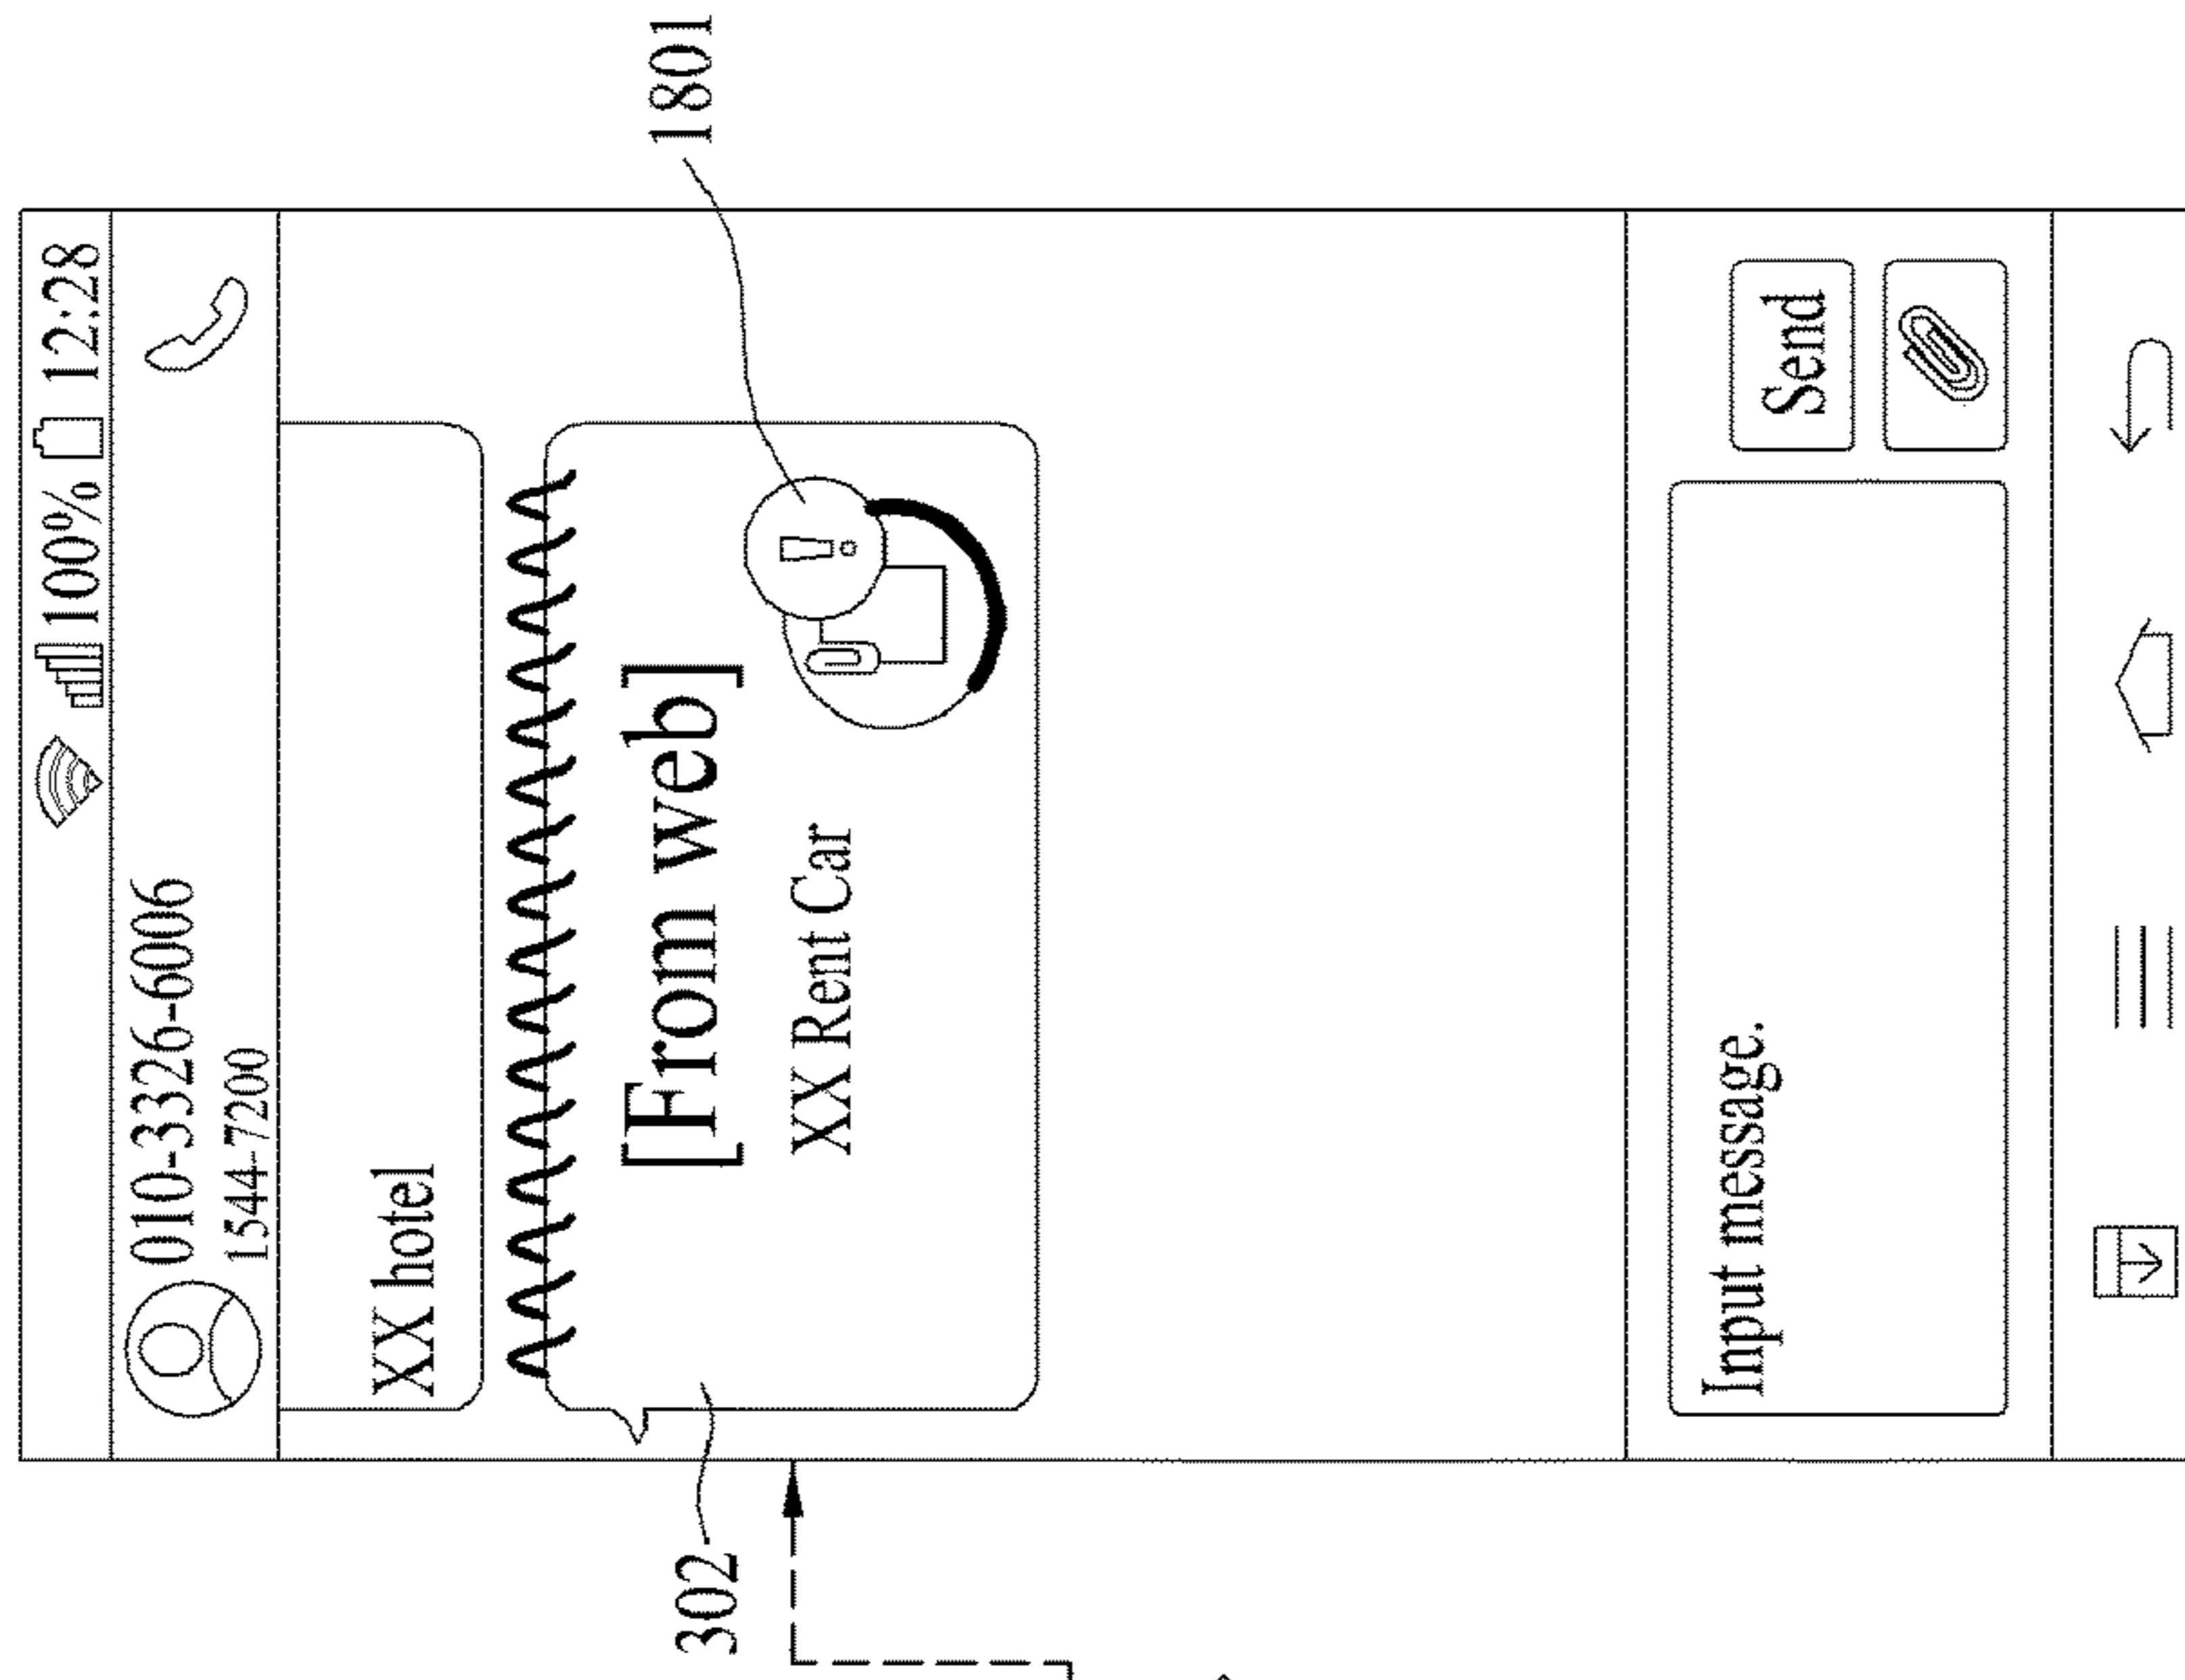 100% 12:28
010-3326-6006
1544-7200
XX hotel
[From web]
XX Rent Car
!
1801
302
Input message.
Send